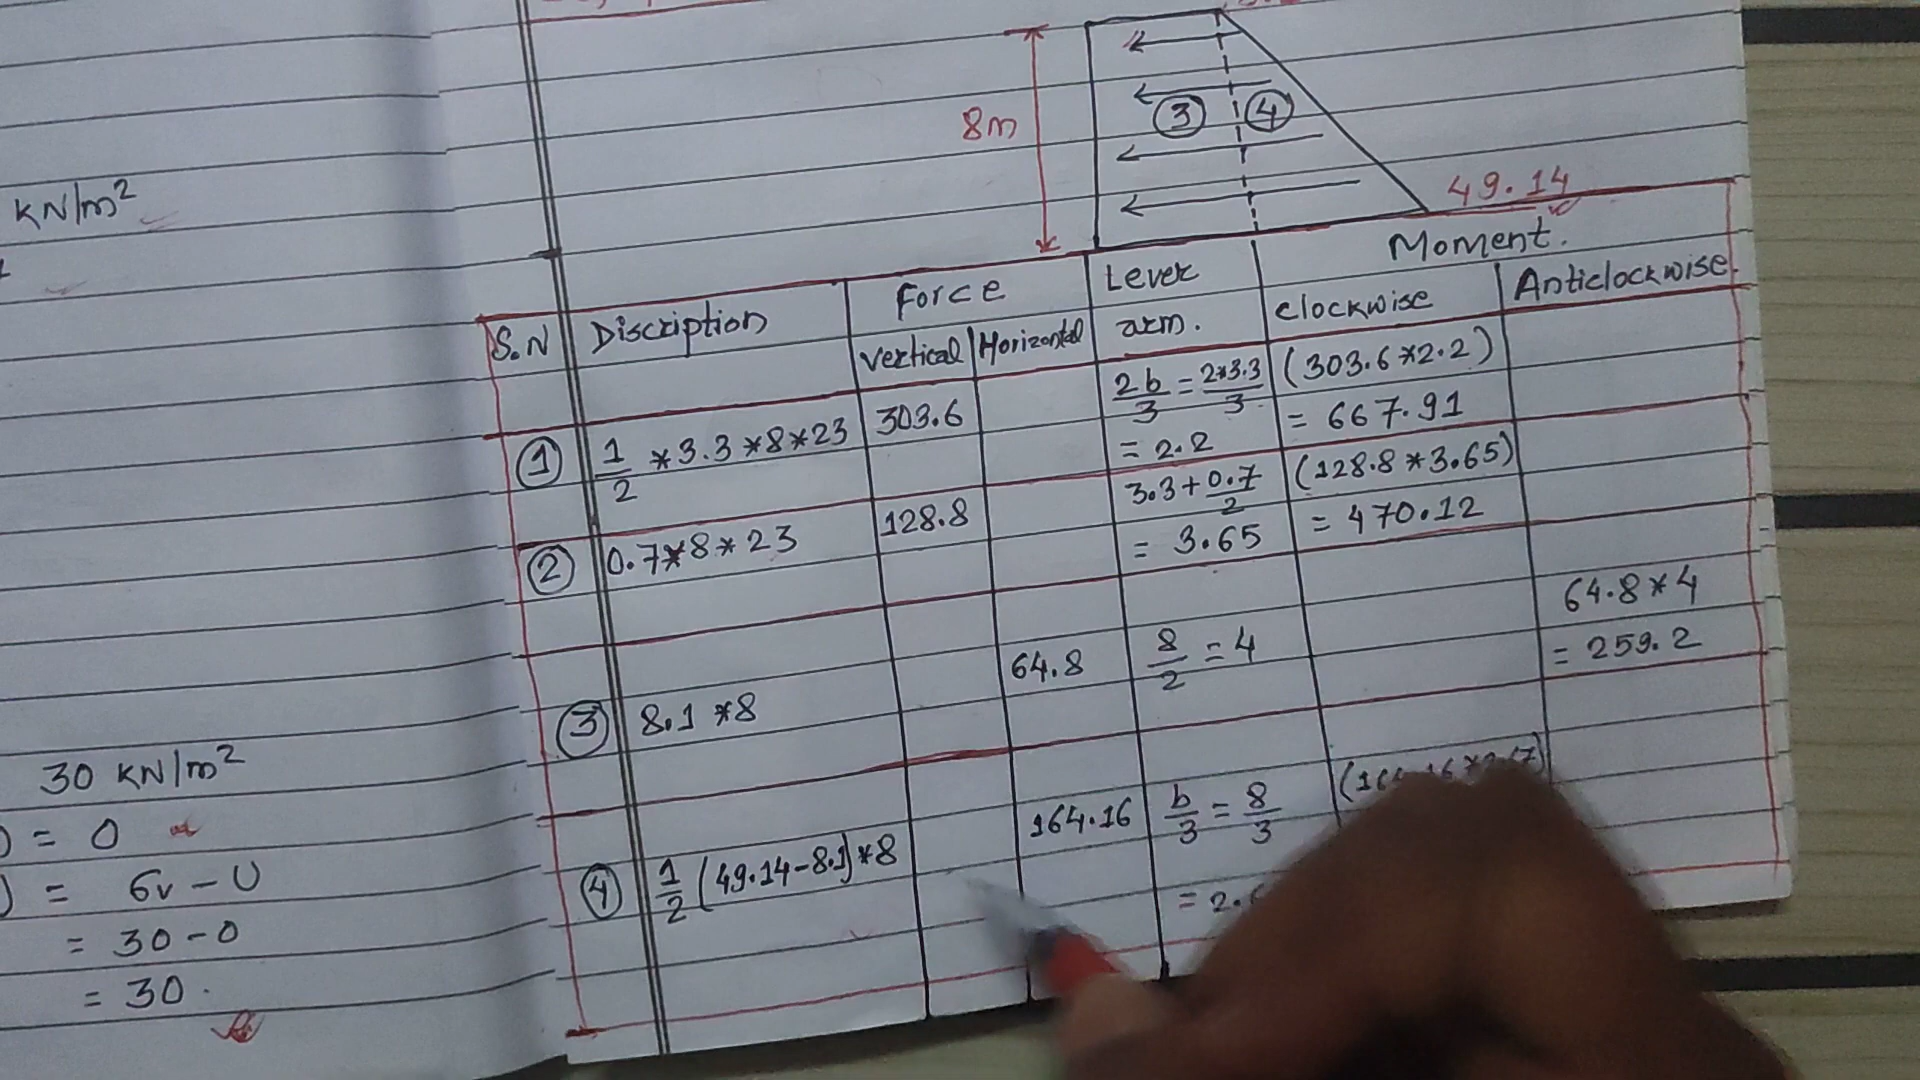 KN/m²
30 KN/m²
= 0
= 6v - U
= 30 - 0
= 30.
8m
③ ④
49.14
S.N Discription Force Lever arm. Moment.
Vertical Horizontal Clockwise Anticlockwise
① 1/2 * 3.3 * 8 * 23 303.6 2b/3 = 2*3.3/3 (303.6 * 2.2)
= 2.2 = 667.91
② 0.7 * 8 * 23 128.8 3.3 + 0.7/2 (128.8 * 3.65)
= 3.65 = 470.12
③ 8.1 * 8 64.8 8/2 = 4 64.8 * 4
= 259.2
④ 1/2 (49.14 - 8.1) * 8 164.16 b/3 = 8/3